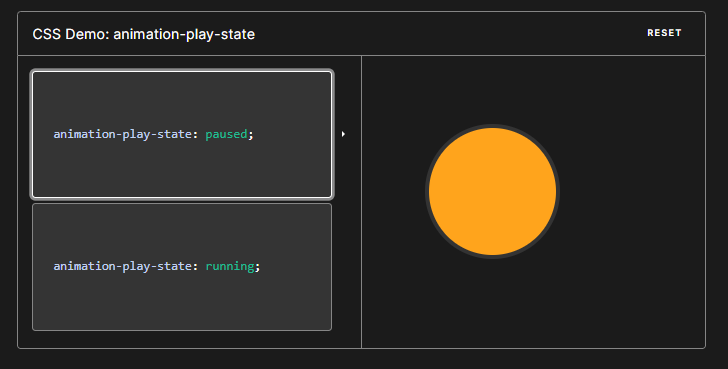 CSS Demo: animation-play-state
RESET
animation-play-state: paused;
animation-play-state: running;